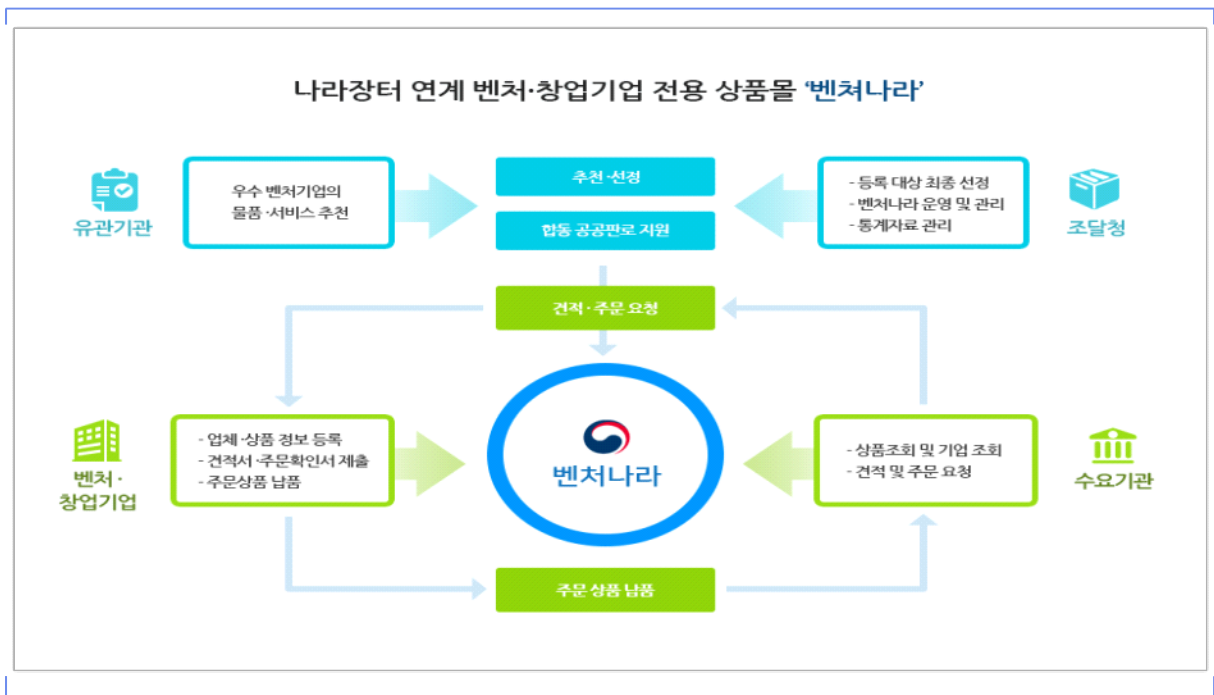 나라장터 연계 벤처·창업기업 전용 상품몰 ‘벤쳐나라’
유관기관
우수 벤처기업의
물품·서비스 추천
추천·선정
합동 공공판로 지원
- 등록 대상 최종 선정
- 벤처나라 운영 및 관리
- 통계자료 관리
조달청
견적·주문 요청
벤처·
창업기업
- 업체·상품 정보 등록
- 견적서·주문확인서 제출
- 주문상품 납품
벤처나라
- 상품조회 및 기업 조회
- 견적 및 주문 요청
수요기관
주문 상품 납품